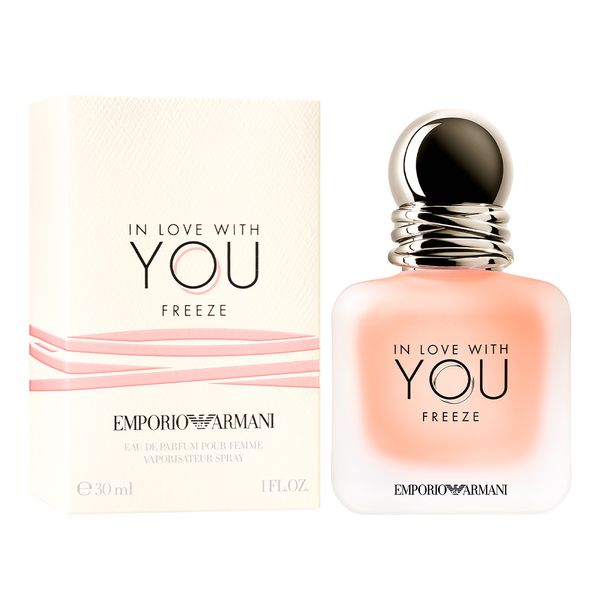 IN LOVE WITH
YOU
FREEZE
EMPORIO ARMANI
EAU DE PARFUM POUR FEMME
VAPORISATEUR SPRAY
℮ 30 ml 1 FL.OZ.
IN LOVE WITH
YOU
FREEZE
EMPORIO ARMANI